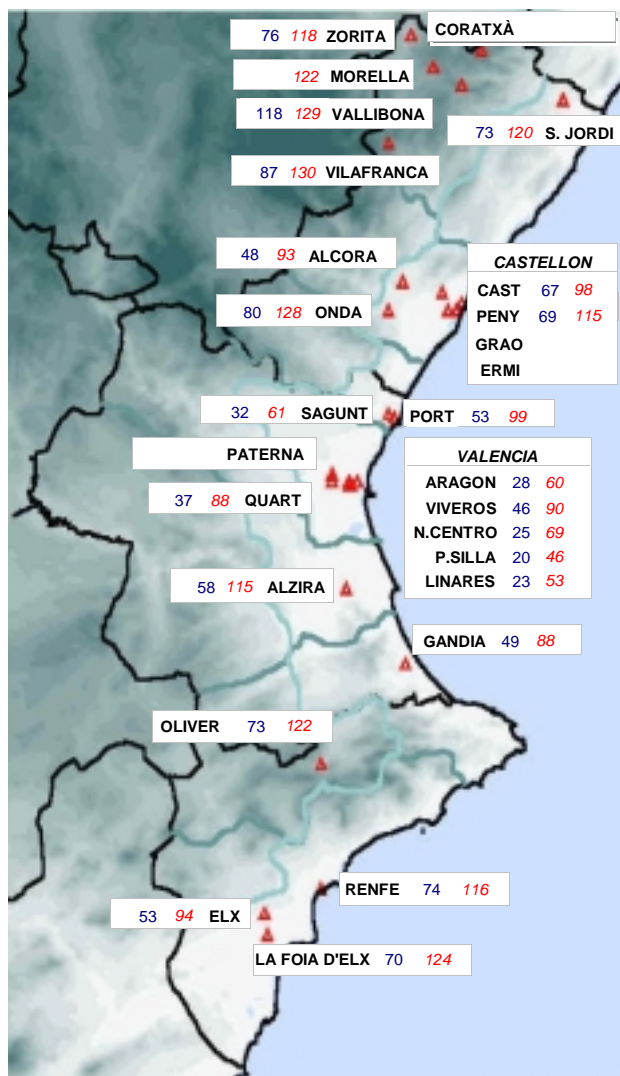 76 118 ZORITA
CORATXÀ
122 MORELLA
118 129 VALLIBONA
73 120 S. JORDI
87 130 VILAFRANCA
48 93 ALCORA
CASTELLON
CAST 67 98
PENY 69 115
GRAO
ERMI
80 128 ONDA
32 61 SAGUNT
PORT 53 99
PATERNA
37 88 QUART
VALENCIA
ARAGON 28 60
VIVEROS 46 90
N.CENTRO 25 69
P.SILLA 20 46
LINARES 23 53
58 115 ALZIRA
GANDIA 49 88
OLIVER 73 122
RENFE 74 116
53 94 ELX
LA FOIA D'ELX 70 124